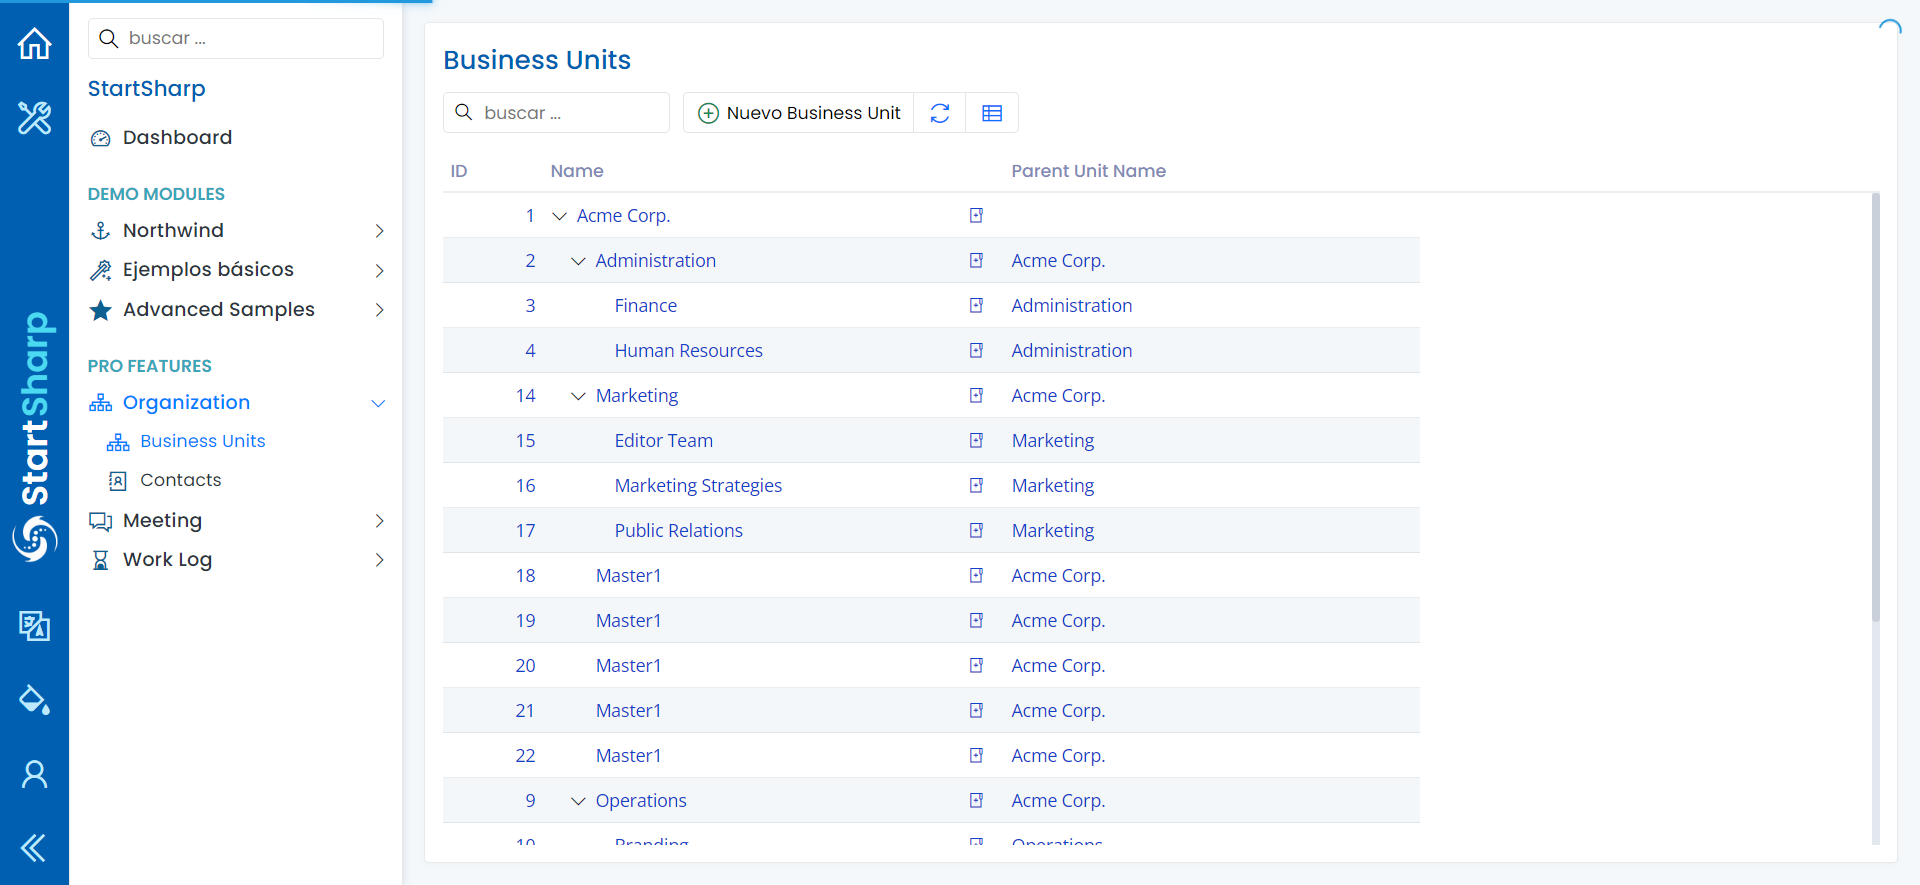 buscar ...
StartSharp
Dashboard
DEMO MODULES
Northwind
Ejemplos básicos
Advanced Samples
PRO FEATURES
Organization
Business Units
Contacts
Meeting
Work Log
StartSharp
Business Units
buscar ...
Nuevo Business Unit
ID Name Parent Unit Name
1 Acme Corp.
2 Administration Acme Corp.
3 Finance Administration
4 Human Resources Administration
14 Marketing Acme Corp.
15 Editor Team Marketing
16 Marketing Strategies Marketing
17 Public Relations Marketing
18 Master1 Acme Corp.
19 Master1 Acme Corp.
20 Master1 Acme Corp.
21 Master1 Acme Corp.
22 Master1 Acme Corp.
9 Operations Acme Corp.
10 Branding Operations